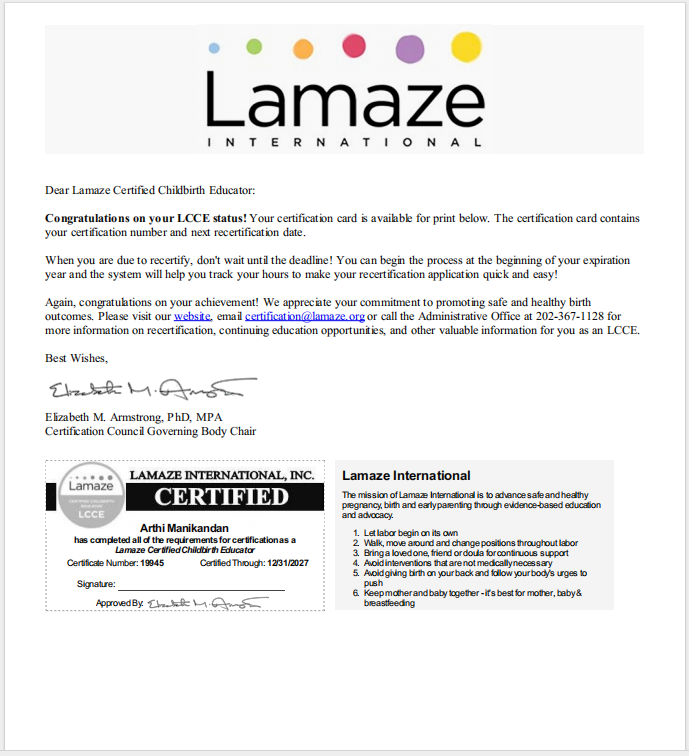 Lamaze
INTERNATIONAL
Dear Lamaze Certified Childbirth Educator:
Congratulations on your LCCE status! Your certification card is available for print below. The certification card contains
your certification number and next recertification date.
When you are due to recertify, don't wait until the deadline! You can begin the process at the beginning of your expiration
year and the system will help you track your hours to make your recertification application quick and easy!
Again, congratulations on your achievement! We appreciate your commitment to promoting safe and healthy birth
outcomes. Please visit our website, email certification@lamaze.org or call the Administrative Office at 202-367-1128 for
more information on recertification, continuing education opportunities, and other valuable information for you as an LCCE.
Best Wishes,
Elizabeth M. Armstrong
Elizabeth M. Armstrong, PhD, MPA
Certification Council Governing Body Chair
Lamaze
LCCE
LAMAZE INTERNATIONAL, INC.
CERTIFIED
Arthi Manikandan
has completed all of the requirements for certification as a
Lamaze Certified Childbirth Educator
Certificate Number: 19945 Certified Through: 12/31/2027
Signature:
Approved By: Elizabeth M. Armstrong
Lamaze International
The mission of Lamaze International is to advance safe and healthy
pregnancy, birth and early parenting through evidence-based education
and advocacy.
1. Let labor begin on its own
2. Walk, move around and change positions throughout labor
3. Bring a loved one, friend or doula for continuous support
4. Avoid interventions that are not medically necessary
5. Avoid giving birth on your back and follow your body's urges to
push
6. Keep mother and baby together - it's best for mother, baby &
breastfeeding